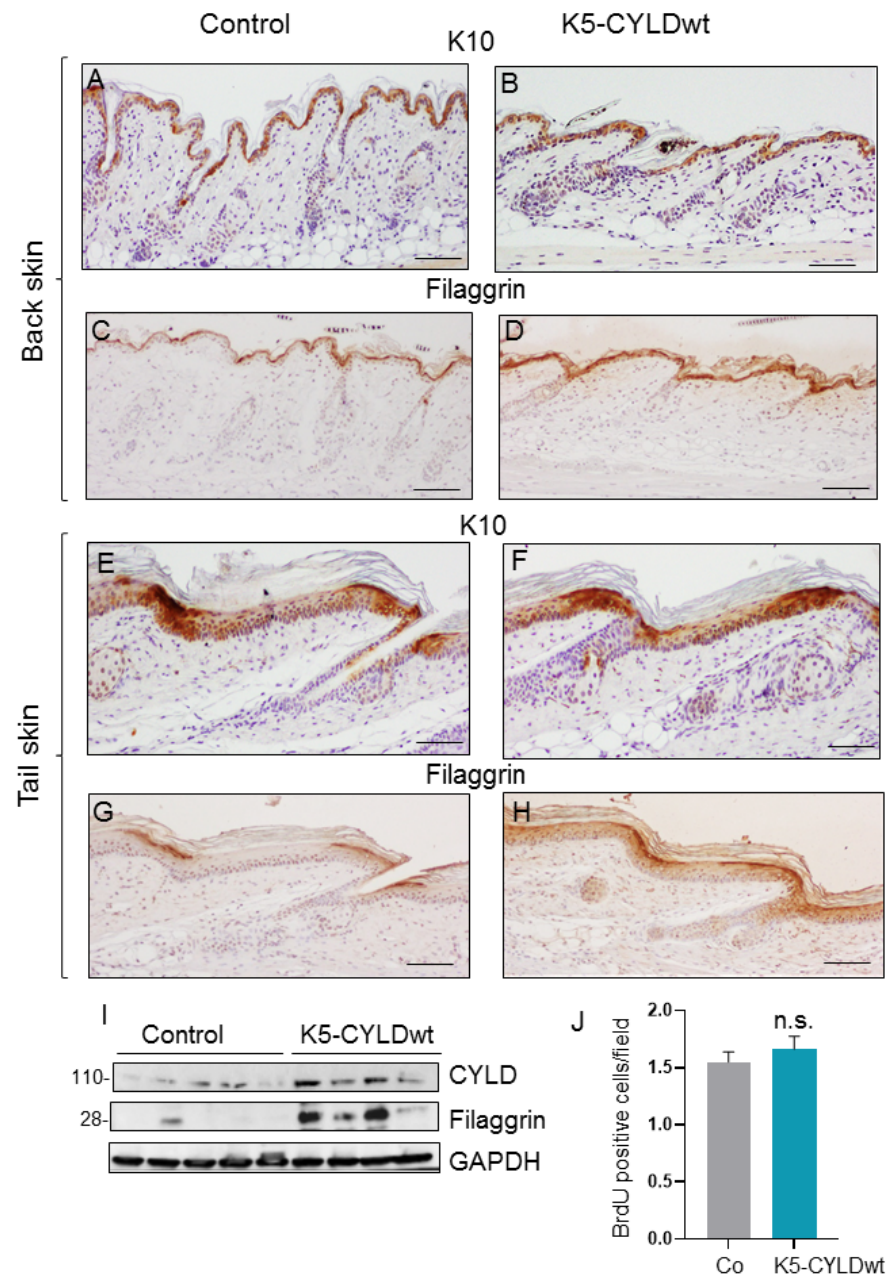 Control K5-CYLDwt
K10
A B
Back skin
Filaggrin
C D
K10
E F
Tail skin
Filaggrin
G H
I
Control K5-CYLDwt
110- CYLD
28- Filaggrin
GAPDH
J
n.s.
BrdU positive cells/field
2.0
1.5
1.0
0.5
0.0
Co K5-CYLDwt